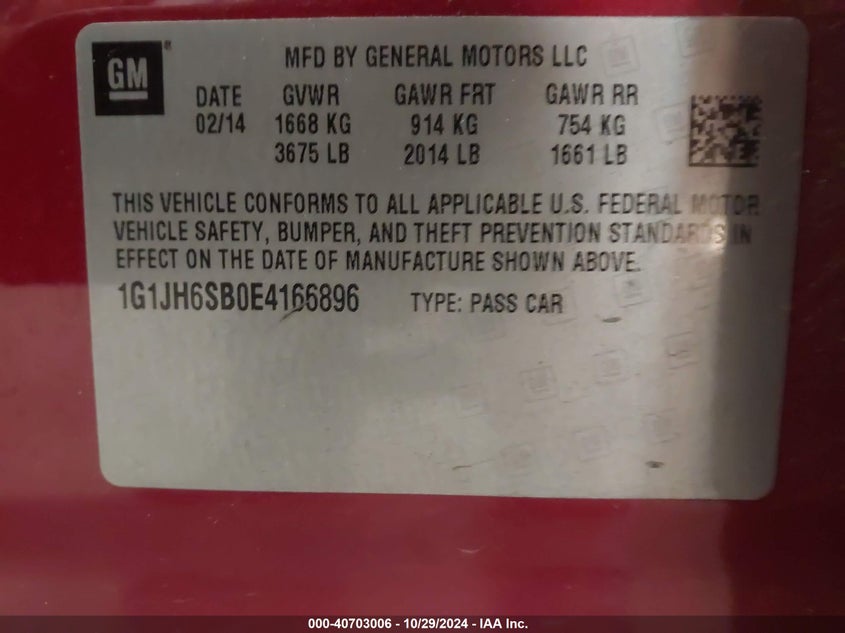 GM ®
MFD BY GENERAL MOTORS LLC
DATE GVWR GAWR FRT GAWR RR
02/14 1668 KG 914 KG 754 KG
3675 LB 2014 LB 1661 LB
THIS VEHICLE CONFORMS TO ALL APPLICABLE U.S. FEDERAL MOTOR
VEHICLE SAFETY, BUMPER, AND THEFT PREVENTION STANDARDS IN
EFFECT ON THE DATE OF MANUFACTURE SHOWN ABOVE.
1G1JH6SB0E4166896 TYPE: PASS CAR
000-40703006 - 10/29/2024 - IAA Inc.